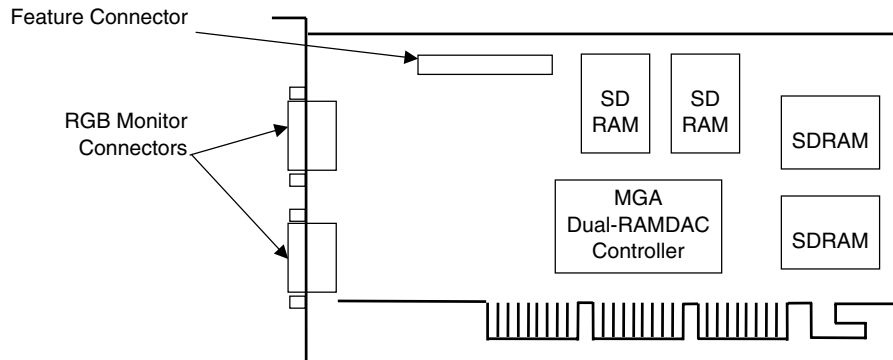 Feature Connector
RGB Monitor
Connectors
SD
RAM
SD
RAM
SDRAM
MGA
Dual-RAMDAC
Controller
SDRAM